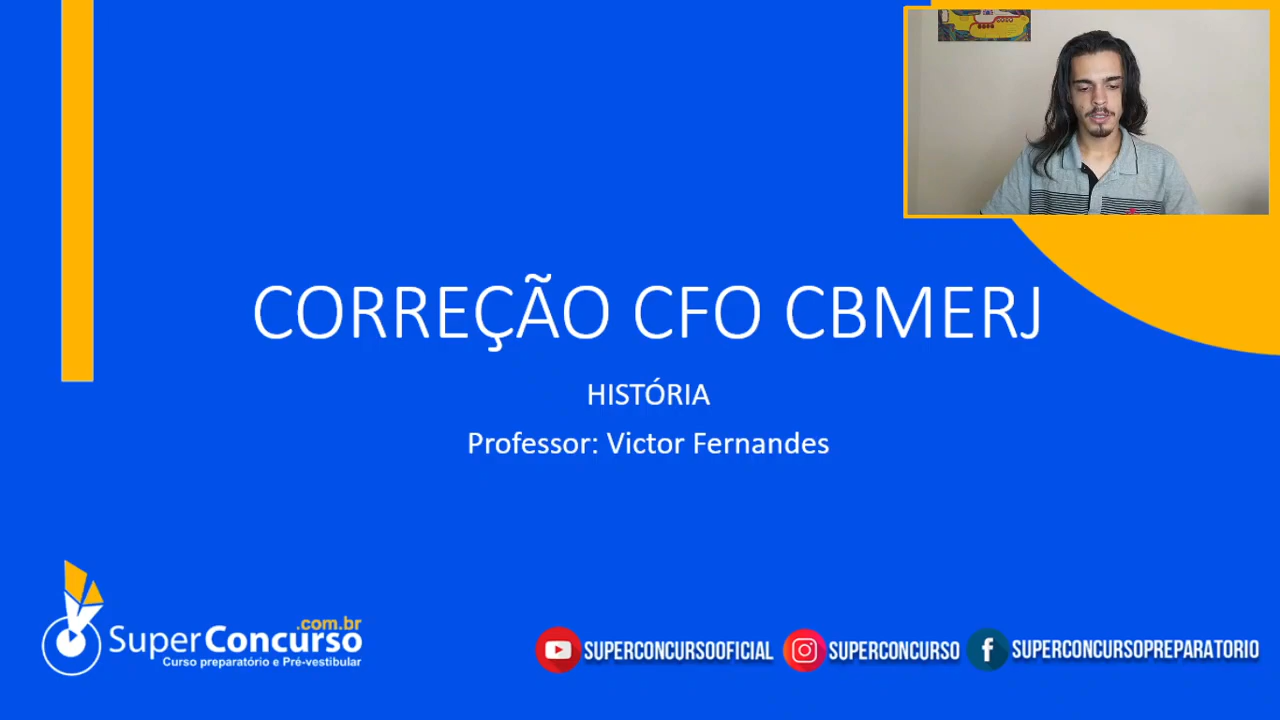 CORREÇÃO CFO CBMERJ
HISTÓRIA
Professor: Victor Fernandes
.com.br
SuperConcurso
Curso preparatório e Pré-vestibular
SUPERCONCURSOOFICIAL
SUPERCONCURSO
SUPERCONCURSOPREPARATORIO